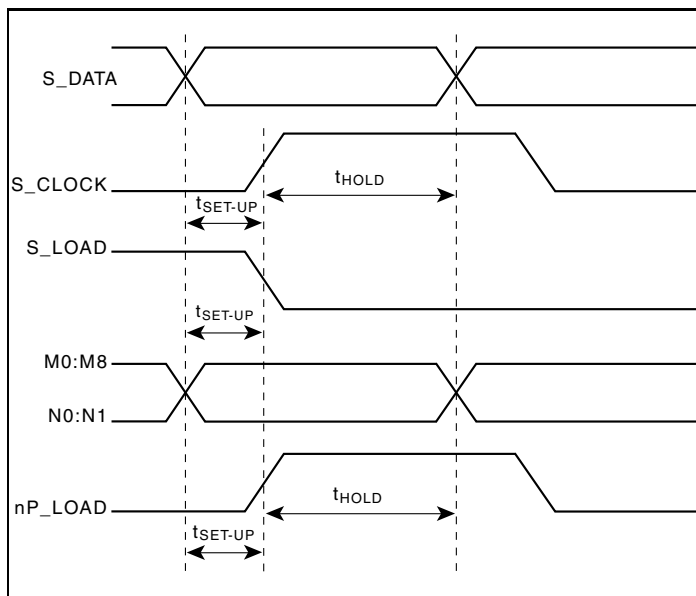 S_DATA
S_CLOCK
tHOLD
tSET-UP
S_LOAD
tSET-UP
M0:M8
N0:N1
nP_LOAD
tHOLD
tSET-UP